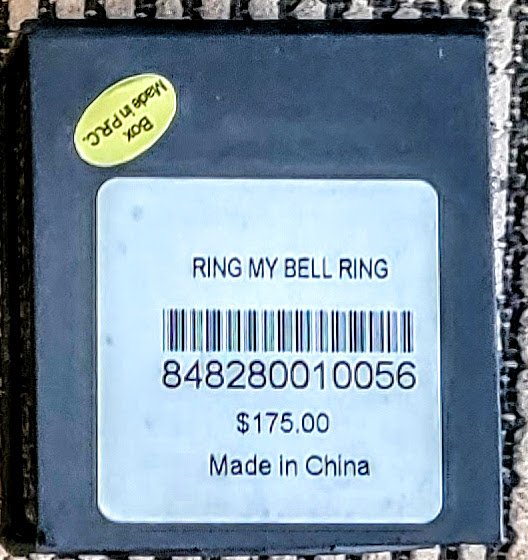 Box
Made in P.R.C.
RING MY BELL RING
848280010056
$175.00
Made in China